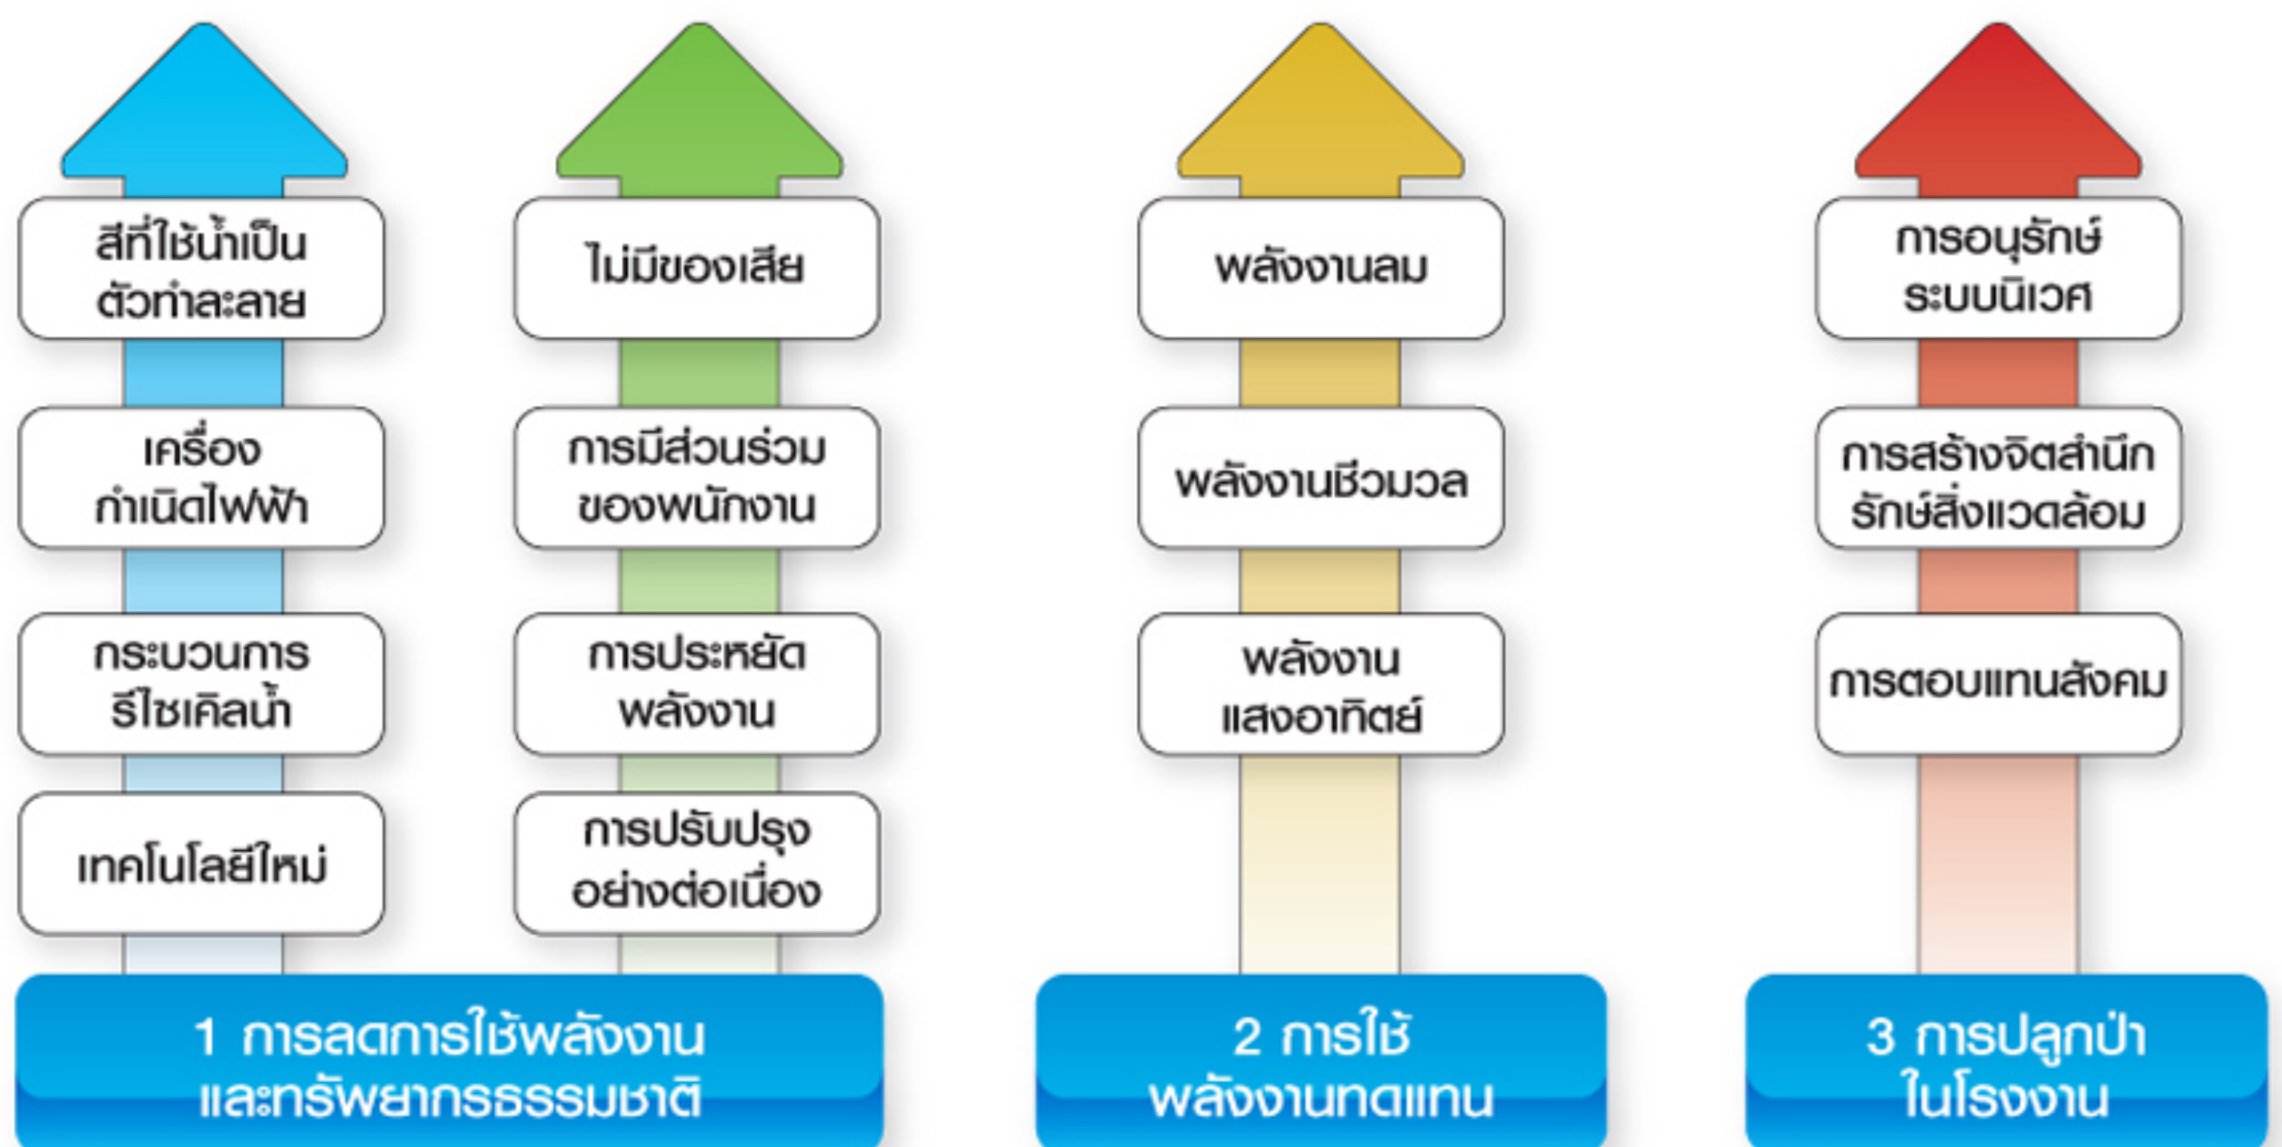 สีที่ใช้น้ำเป็น
ตัวทำละลาย
เครื่อง
กำเนิดไฟฟ้า
กระบวนการ
รีไซเคิลน้ำ
เทคโนโลยีใหม่
ไม่มีของเสีย
การมีส่วนร่วม
ของพนักงาน
การประหยัด
พลังงาน
การปรับปรุง
อย่างต่อเนื่อง
1 การลดการใช้พลังงาน
และทรัพยากรธรรมชาติ
พลังงานลม
พลังงานชีวมวล
พลังงาน
แสงอาทิตย์
2 การใช้
พลังงานทดแทน
การอนุรักษ์
ระบบนิเวศ
การสร้างจิตสำนึก
รักษ์สิ่งแวดล้อม
การตอบแทนสังคม
3 การปลูกป่า
ในโรงงาน